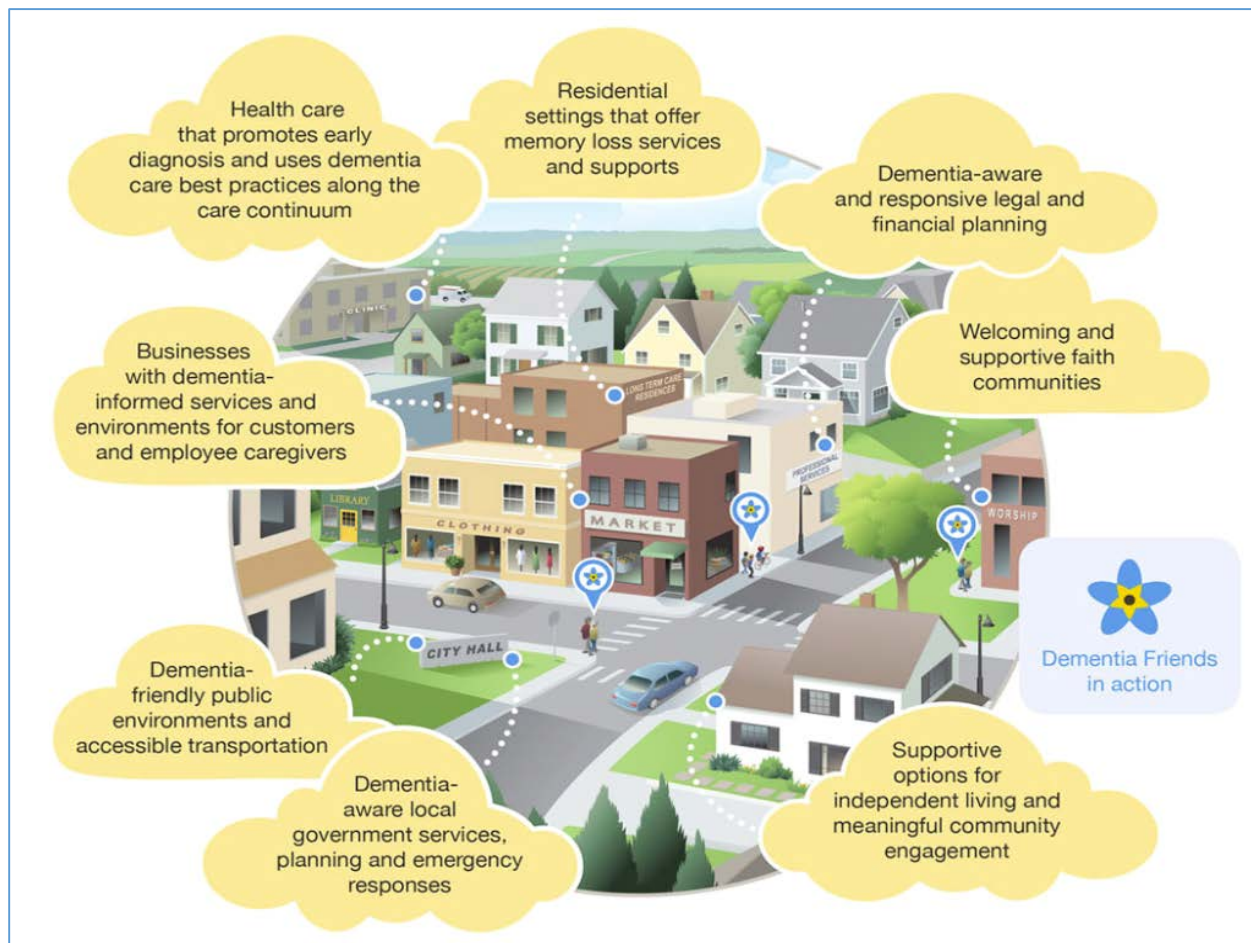 Health care
that promotes early
diagnosis and uses dementia
care best practices along the
care continuum
Residential
settings that offer
memory loss services
and supports
Dementia-aware
and responsive legal and
financial planning
Welcoming and
supportive faith
communities
Businesses
with dementia-
informed services and
environments for customers
and employee caregivers
CLINIC
LONG TERM CARE
RESIDENCES
PROFESSIONAL
SERVICES
LIBRARY
CLOTHING
MARKET
WORSHIP
CITY HALL
Dementia Friends
in action
Dementia-
friendly public
environments and
accessible transportation
Dementia-
aware local
government services,
planning and emergency
responses
Supportive
options for
independent living and
meaningful community
engagement